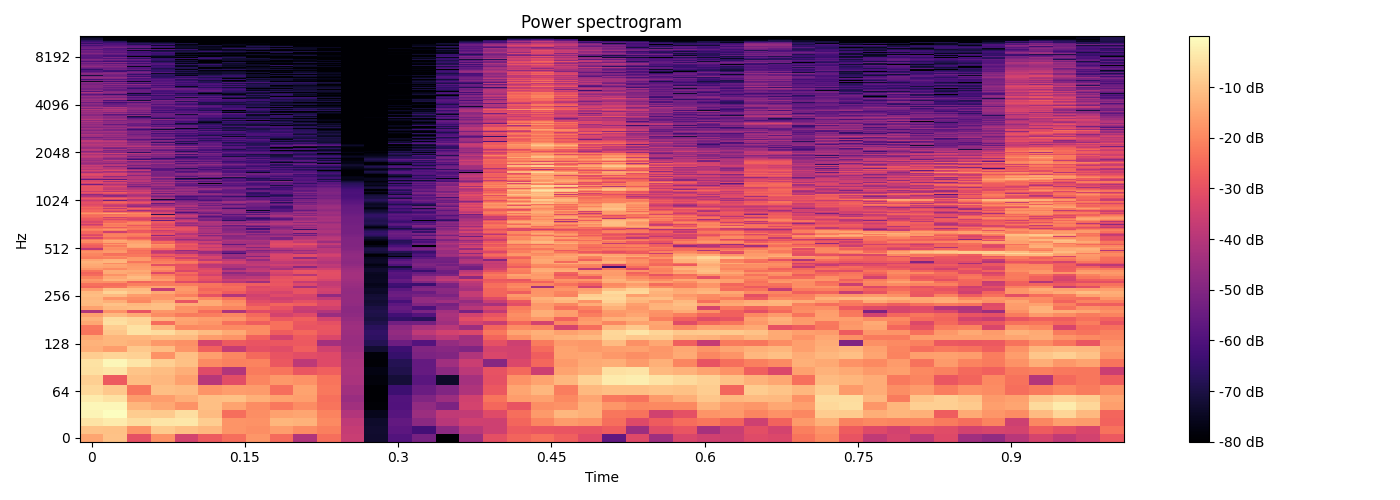 Power spectrogram
Hz
8192
4096
2048
1024
512
256
128
64
0
0 0.15 0.3 0.45 0.6 0.75 0.9
Time
-10 dB
-20 dB
-30 dB
-40 dB
-50 dB
-60 dB
-70 dB
-80 dB